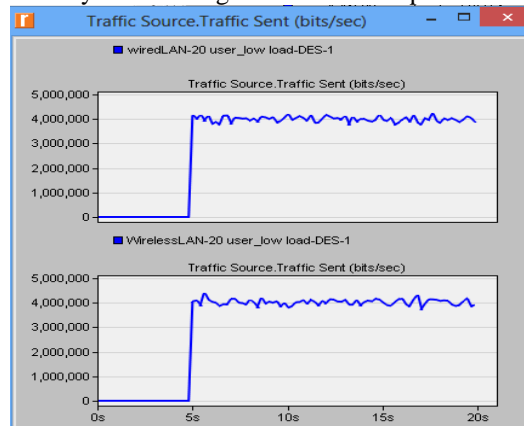 Traffic Source.Traffic Sent (bits/sec)
wiredLAN-20 user_low load-DES-1
Traffic Source.Traffic Sent (bits/sec)
5,000,000
4,000,000
3,000,000
2,000,000
1,000,000
0
WirelessLAN-20 user_low load-DES-1
Traffic Source.Traffic Sent (bits/sec)
5,000,000
4,000,000
3,000,000
2,000,000
1,000,000
0
0s 5s 10s 15s 20s